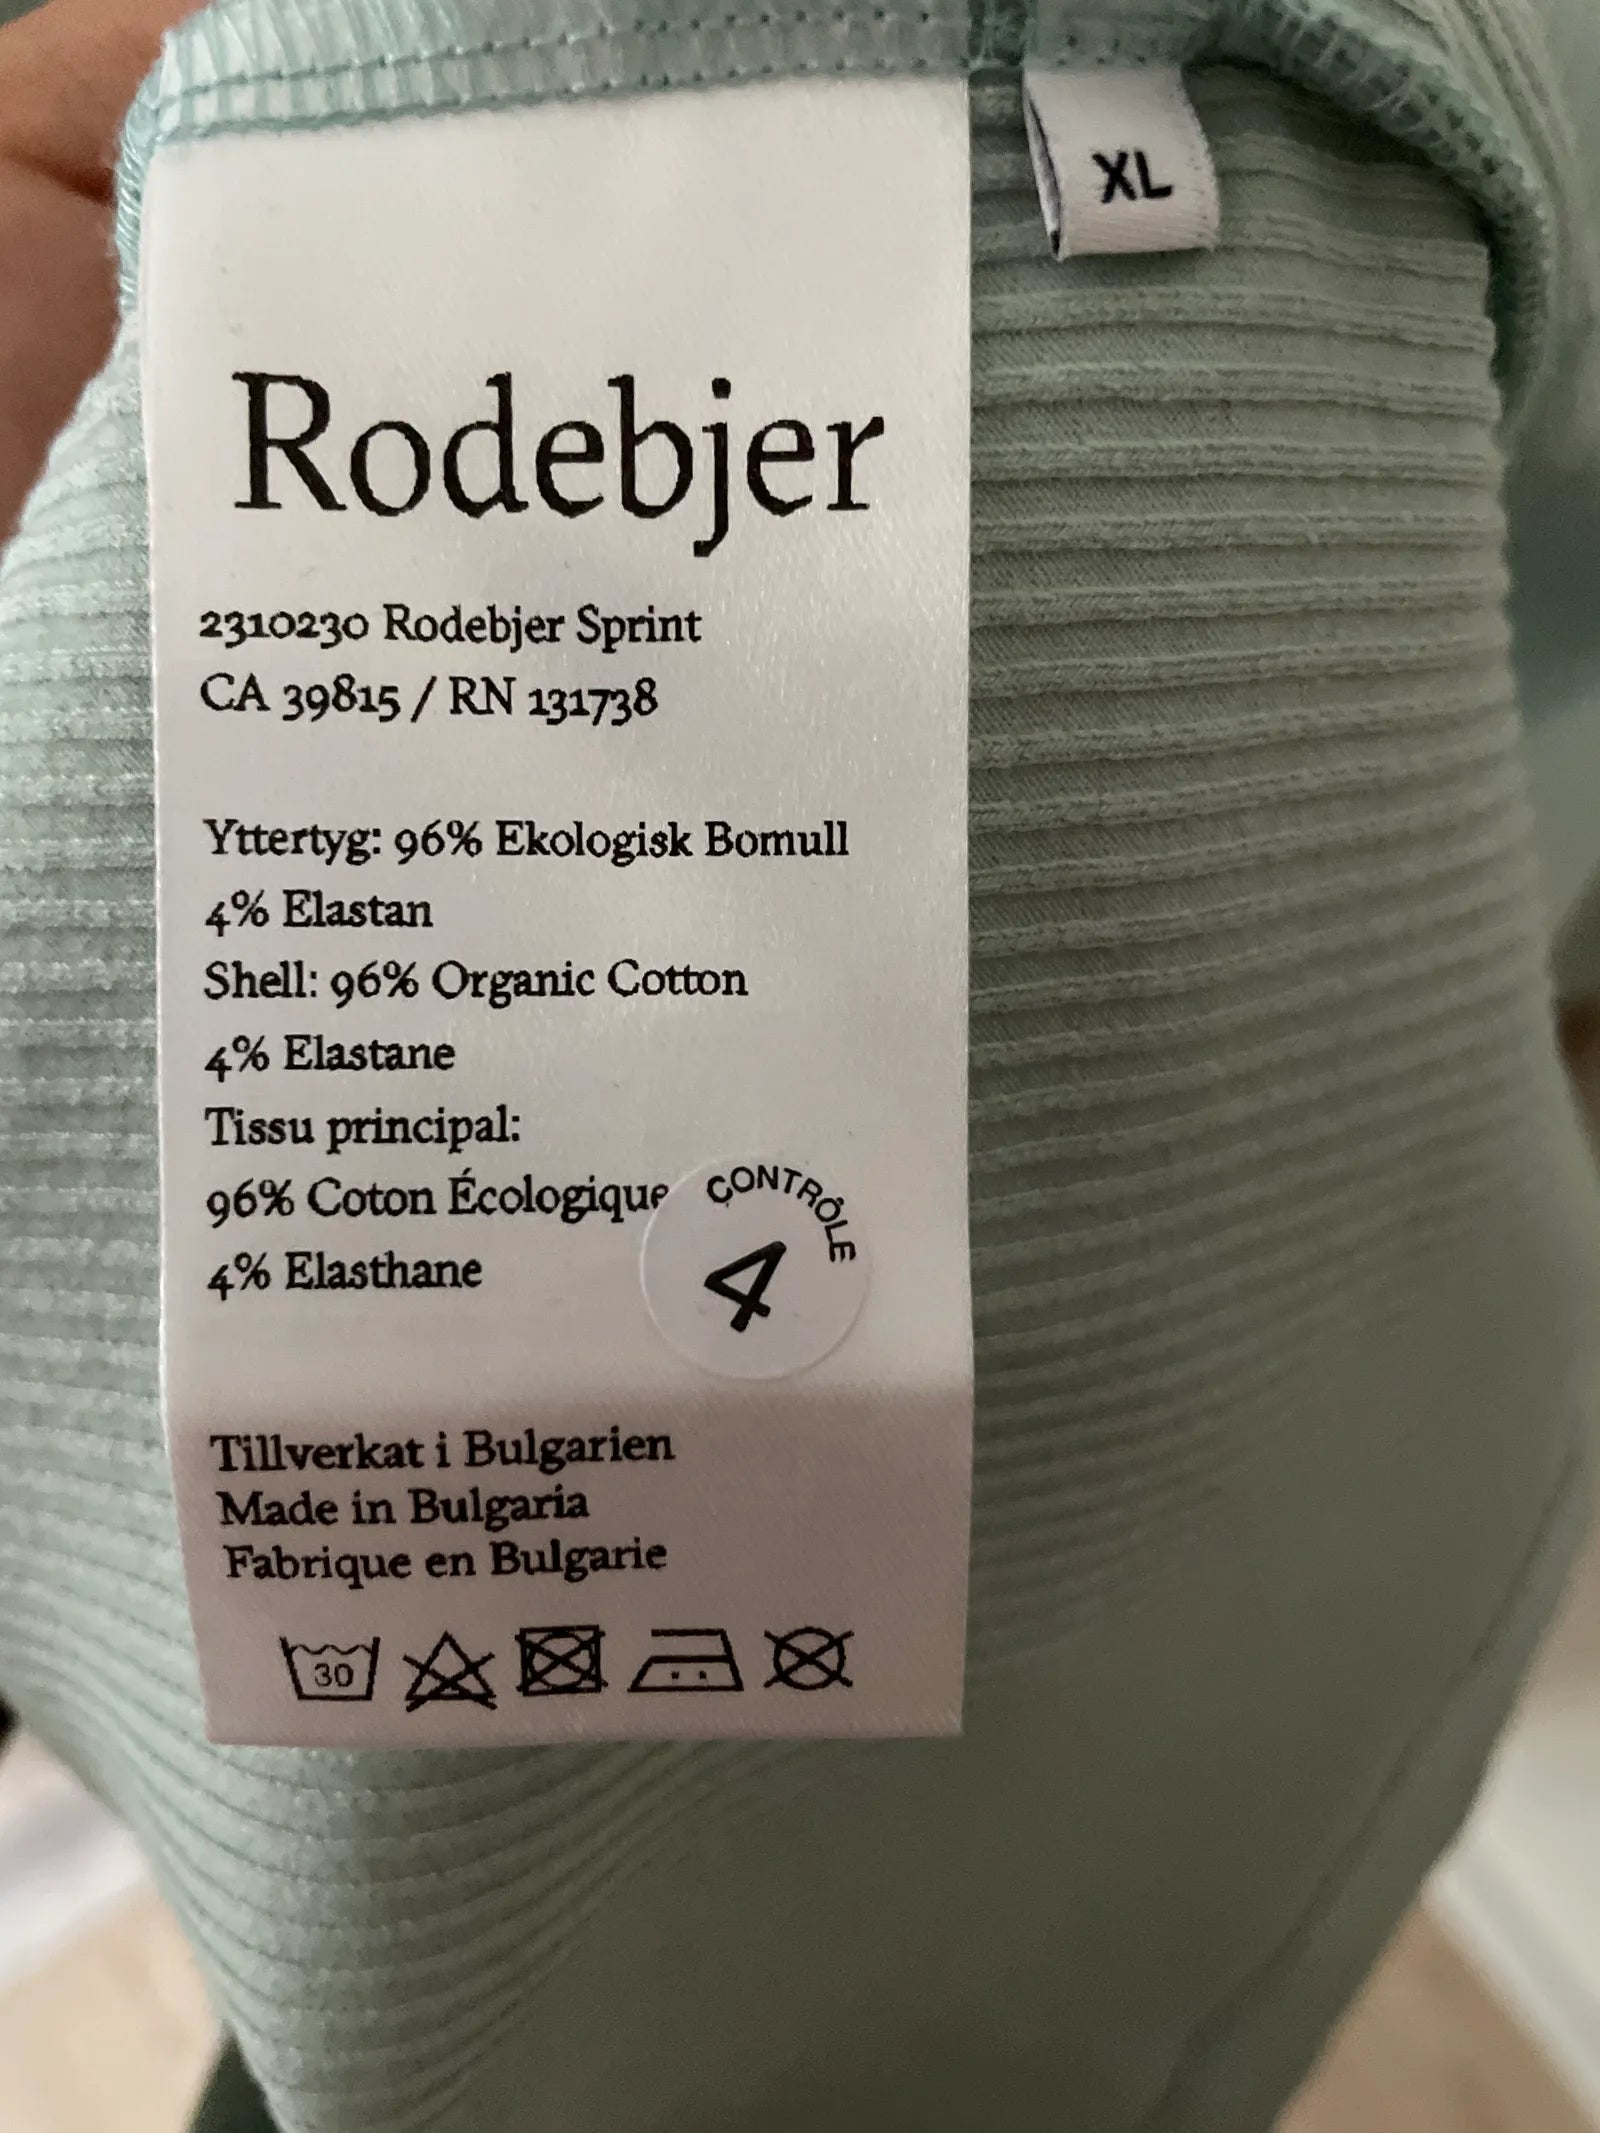 XL
Rodebjer
2310230 Rodebjer Sprint
CA 39815 / RN 131738
Yttertyg: 96% Ekologisk Bomull
4% Elastan
Shell: 96% Organic Cotton
4% Elastane
Tissu principal:
96% Coton Écologique
4% Elasthane
CONTRÔLE
4
Tillverkat i Bulgarien
Made in Bulgaria
Fabrique en Bulgarie
30